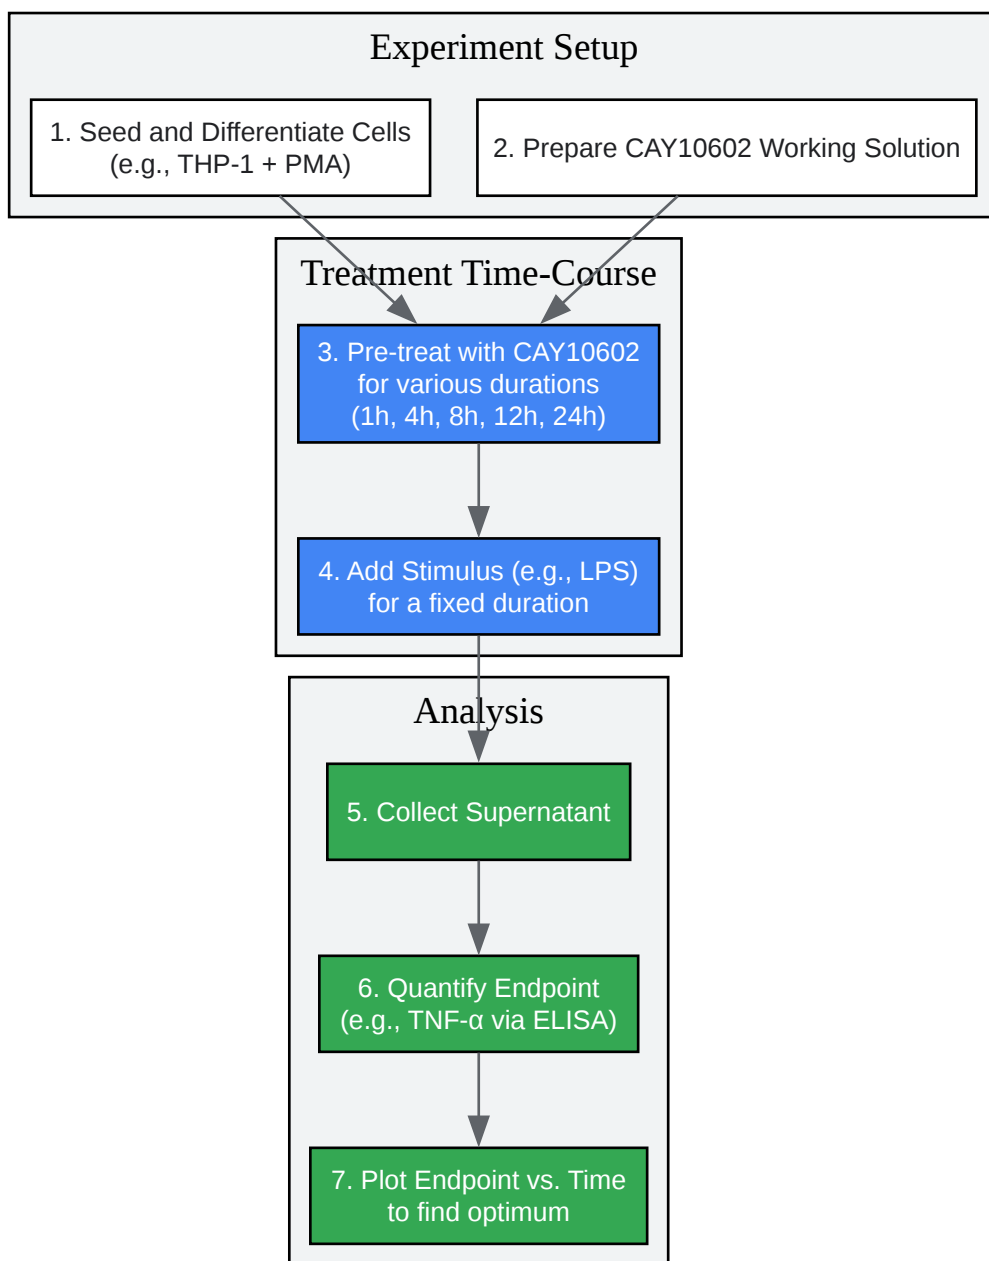 Experiment Setup
1. Seed and Differentiate Cells
(e.g., THP-1 + PMA)
2. Prepare CAY10602 Working Solution
Treatment Time-Course
3. Pre-treat with CAY10602
for various durations
(1h, 4h, 8h, 12h, 24h)
4. Add Stimulus (e.g., LPS)
for a fixed duration
Analysis
5. Collect Supernatant
6. Quantify Endpoint
(e.g., TNF-α via ELISA)
7. Plot Endpoint vs. Time
to find optimum